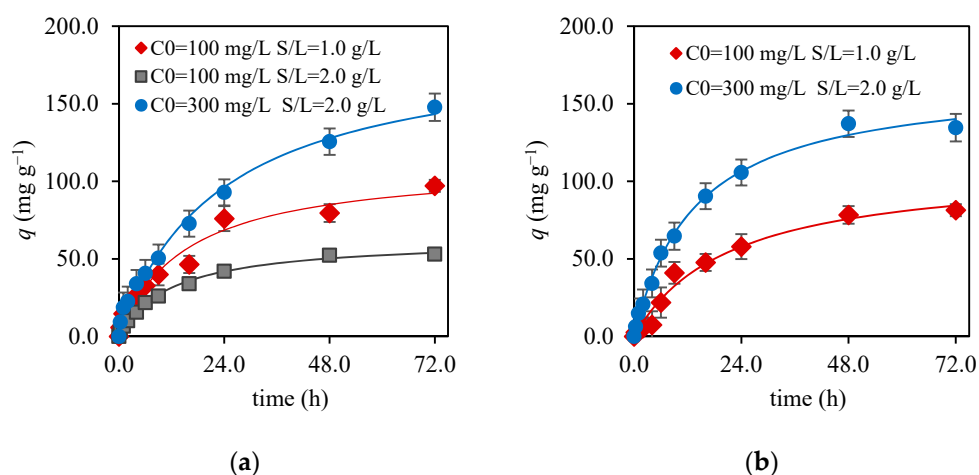 200.0
150.0
100.0
50.0
0.0
q (mg g⁻¹)
C0=100 mg/L S/L=1.0 g/L
C0=100 mg/L S/L=2.0 g/L
C0=300 mg/L S/L=2.0 g/L
0.0 24.0 48.0 72.0
time (h)
(a)
200.0
150.0
100.0
50.0
0.0
q (mg g⁻¹)
C0=100 mg/L S/L=1.0 g/L
C0=300 mg/L S/L=2.0 g/L
0.0 24.0 48.0 72.0
time (h)
(b)